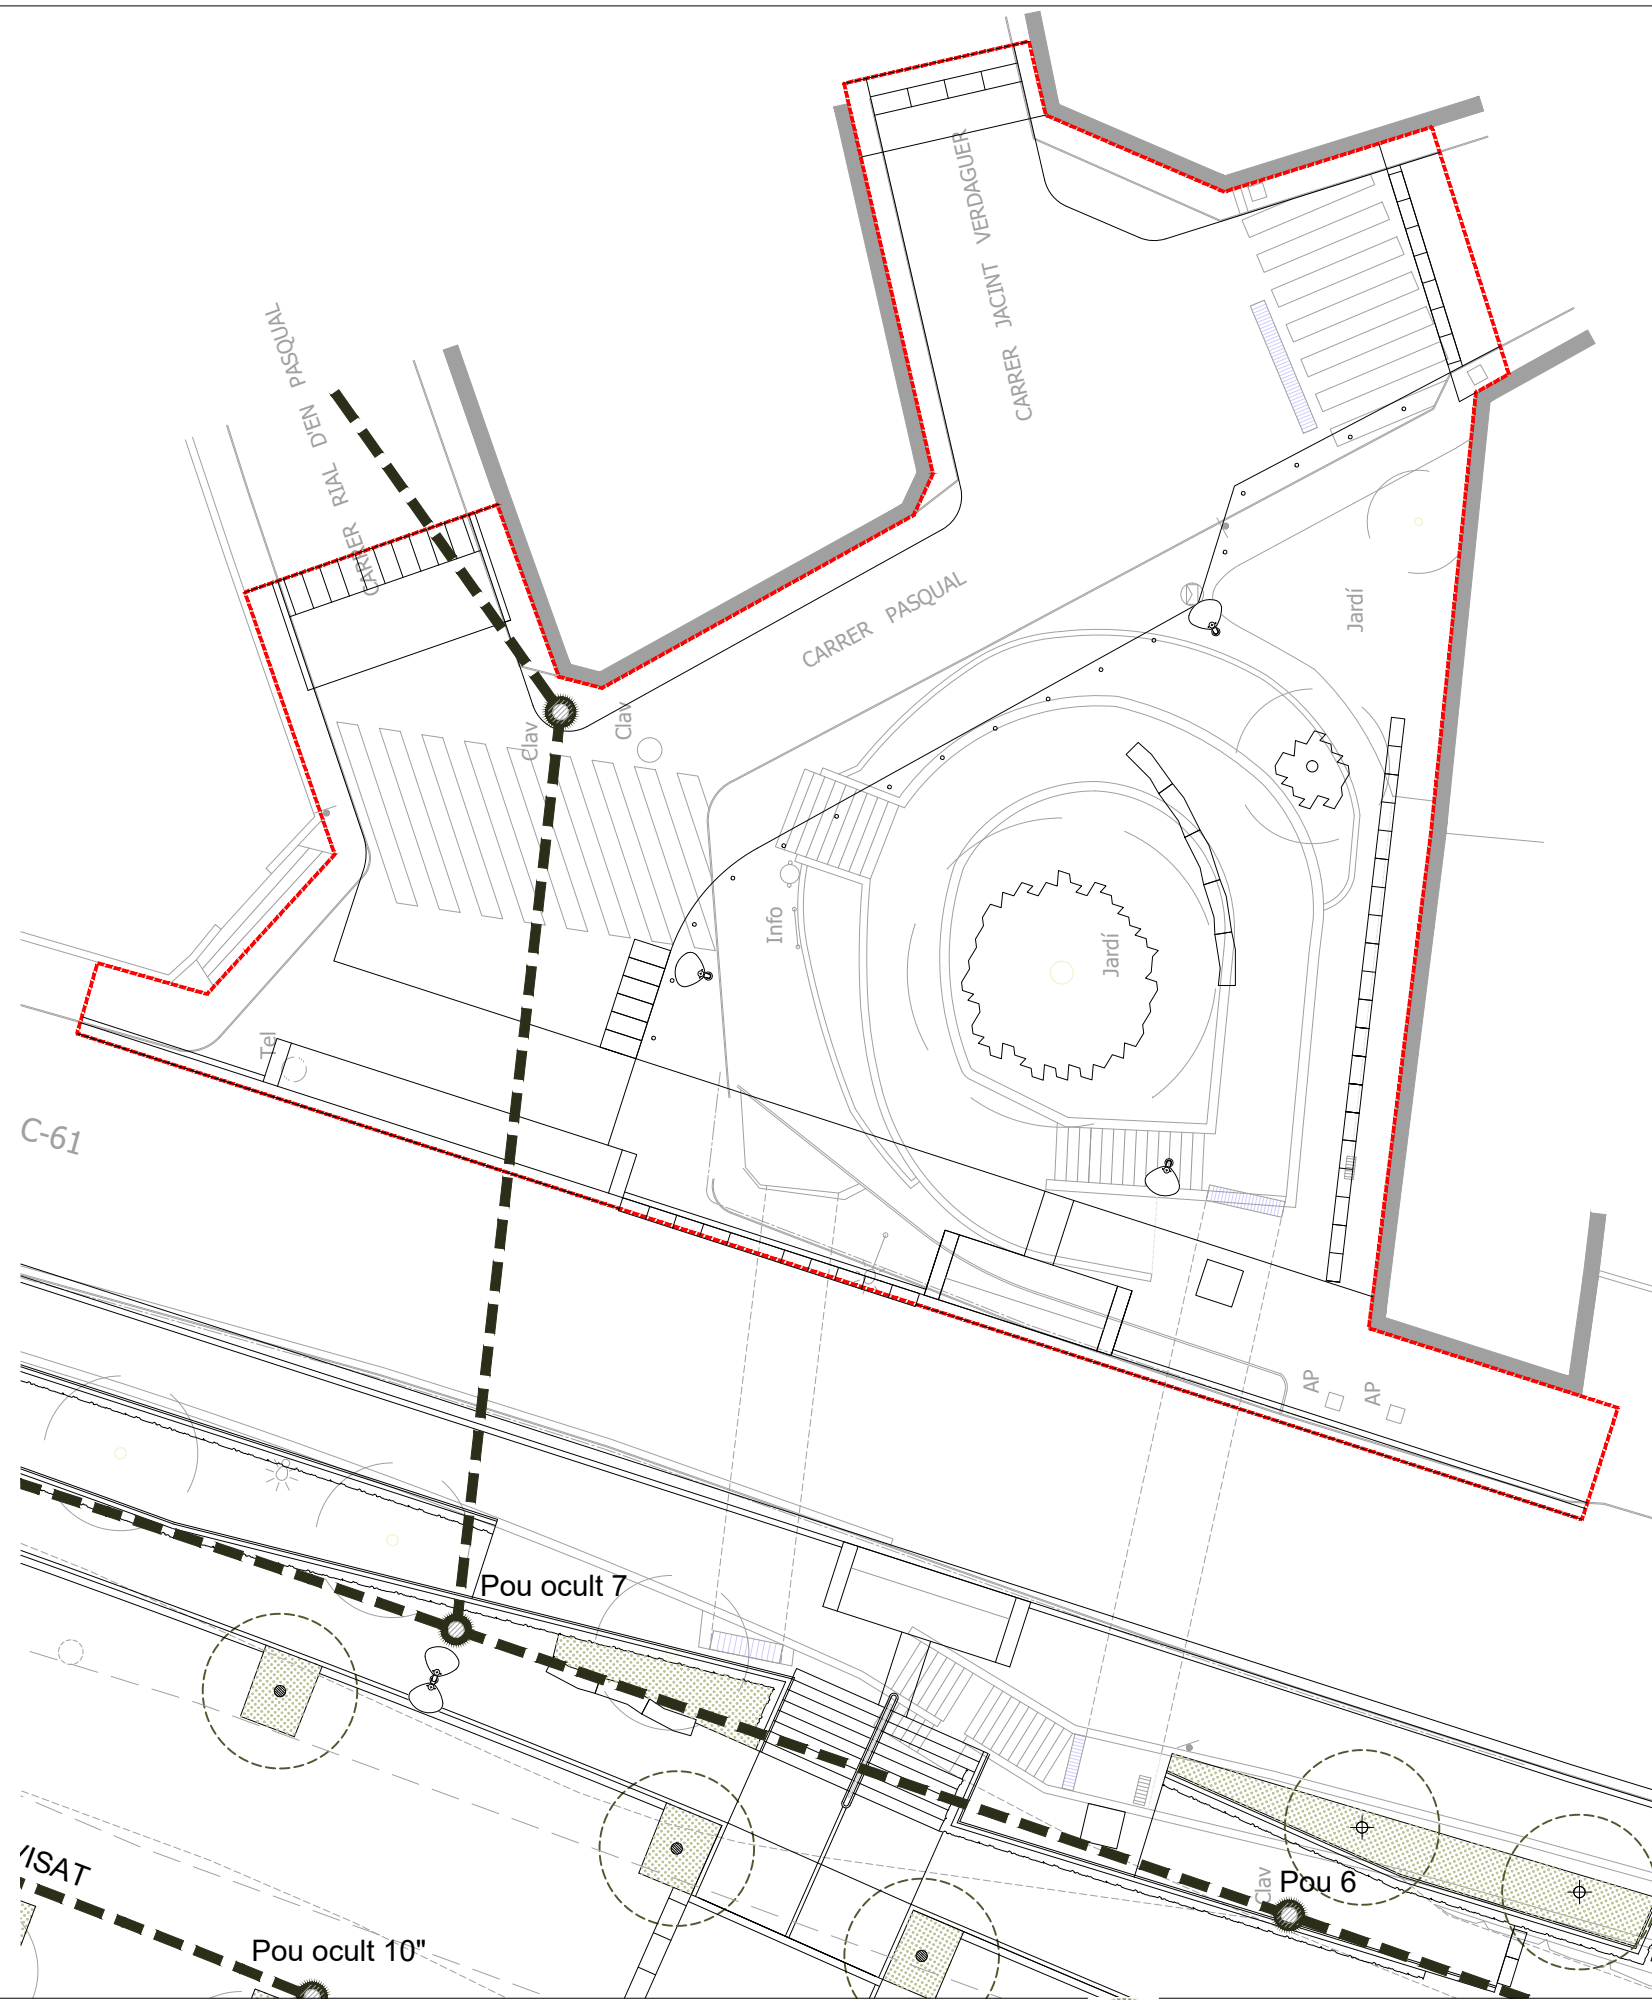 CARRER JACINT VERDAGUER
CARRER RIAL D'EN PASQUAL
CARRER PASQUAL
Jardí
Clav
Clav
Info
Jardí
Tel
C-61
AP
AP
Pou ocult 7
Clav
Pou 6
VISAT
Pou ocult 10"